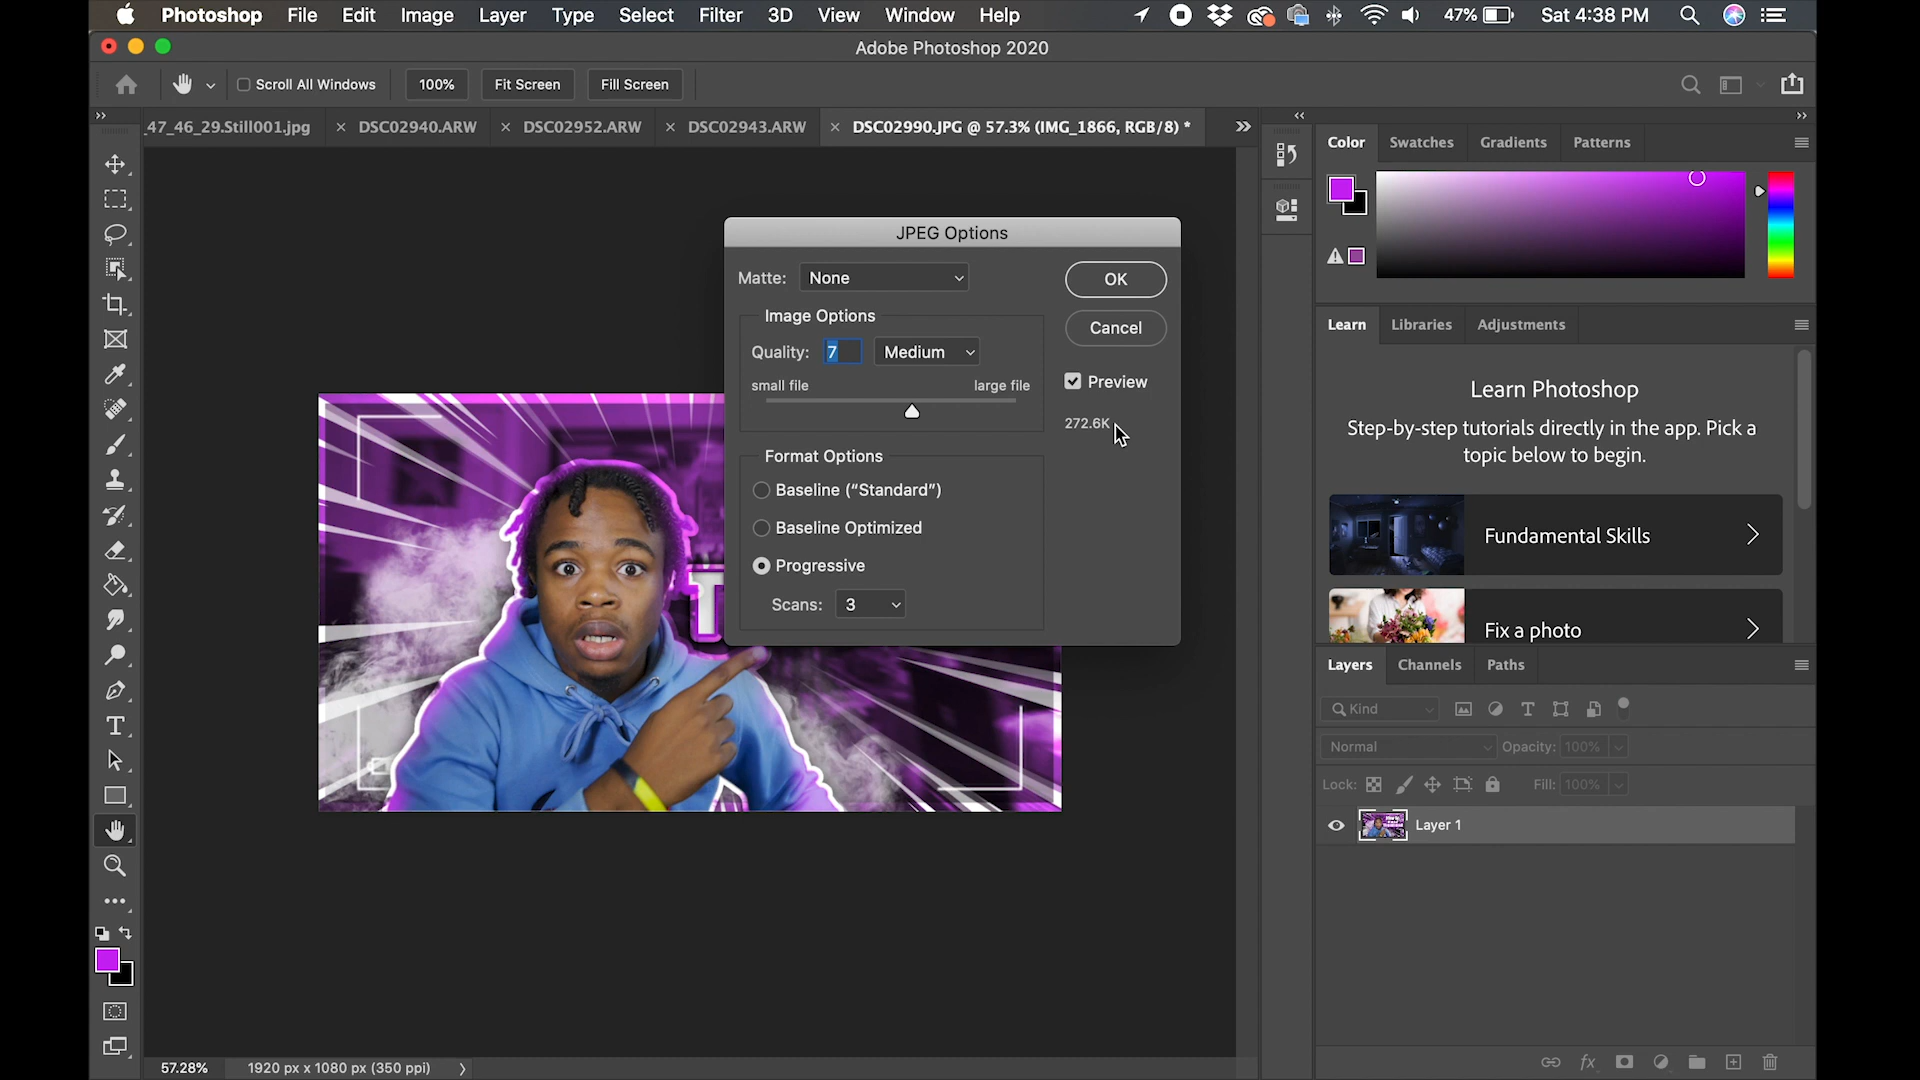 Photoshop File Edit Image Layer Type Select Filter 3D View Window Help 47% Sat 4:38 PM
Adobe Photoshop 2020
Scroll All Windows 100% Fit Screen Fill Screen
_47_46_29.Still001.jpg × DSC02940.ARW × DSC02952.ARW × DSC02943.ARW × DSC02990.JPG @ 57.3% (IMG_1866, RGB/8) *
Color Swatches Gradients Patterns
JPEG Options
Matte: None
OK
Image Options
Cancel
Quality: 7 Medium
small file large file
Preview
272.6K
Format Options
Baseline (“Standard”)
Baseline Optimized
Progressive
Scans: 3
T
Learn Libraries Adjustments
Learn Photoshop
Step-by-step tutorials directly in the app. Pick a
topic below to begin.
Fundamental Skills
Fix a photo
Layers Channels Paths
Kind
Normal Opacity: 100%
Lock: Fill: 100%
Layer 1
fx
57.28% 1920 px x 1080 px (350 ppi)